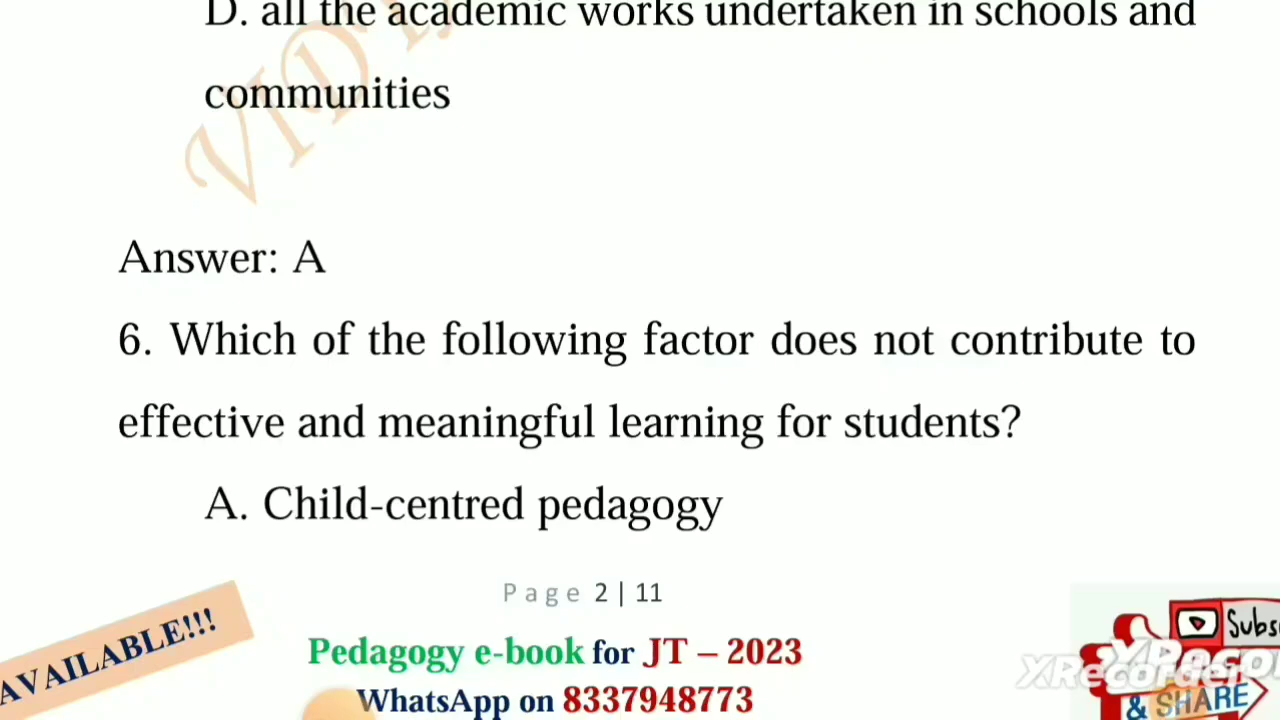 D. all the academic works undertaken in schools and
communities
Answer: A
6. Which of the following factor does not contribute to
effective and meaningful learning for students?
A. Child-centred pedagogy
Page 2 | 11
AVAILABLE!!!
Pedagogy e-book for JT – 2023
WhatsApp on 8337948773
Subs
XRecorder
& SHARE